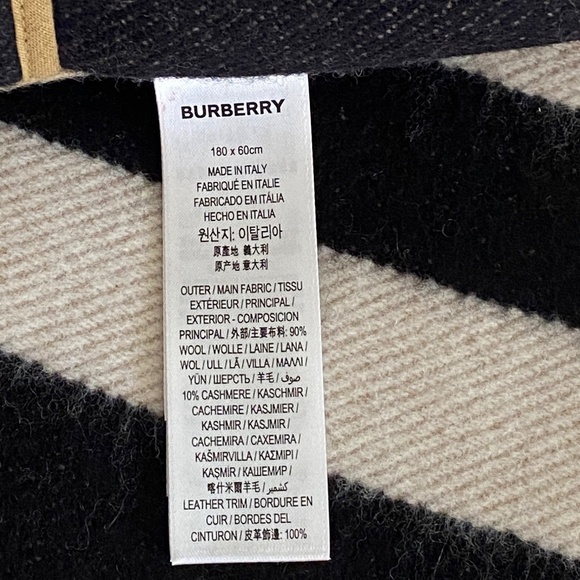 BURBERRY
180 x 60cm
MADE IN ITALY
FABRIQUÉ EN ITALIE
FABRICADO EM ITÁLIA
HECHO EN ITALIA
원산지: 이탈리아
原產地 義大利
原产地 意大利
OUTER / MAIN FABRIC / TISSU
EXTÉRIEUR / PRINCIPAL /
EXTERIOR - COMPOSICIÓN
PRINCIPAL / 外部/主要布料: 90%
WOOL / WOLLE / LAINE / LANA /
WOL / ULL / LÃ / VILLA / ΜΑΛΛΙ /
YÜN / ШЕРСТЬ / 羊毛 / صوف /
10% CASHMERE / KASCHMIR /
CACHEMIRE / KASJMIER /
KASHMIR / KASJMIR /
CACHEMIRA / CAXEMIRA /
KAŠMIRVILLA / ΚΑΣΜΙΡΙ /
KAŞMİR / КАШЕМИР /
喀什米爾羊毛 / كشمير /
LEATHER TRIM / BORDURE EN
CUIR / BORDES DEL
CINTURON / 皮革飾邊: 100%